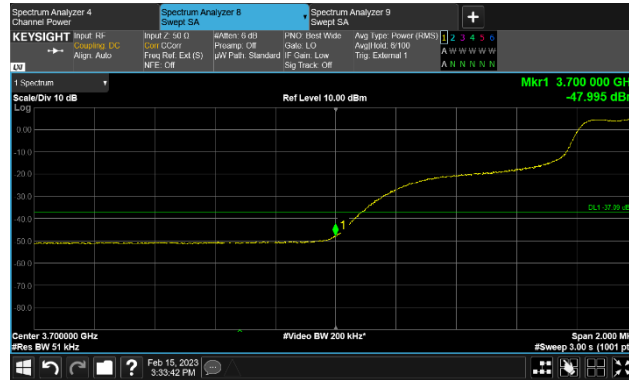 Spectrum Analyzer 4
Channel Power
Spectrum Analyzer 8
Swept SA
Spectrum Analyzer 9
Swept SA
+
KEYSIGHT
Input: RF
Coupling: DC
Align: Auto
Input Z: 50 Ω
Corr CCorr
Freq Ref: Ext (S)
NFE: Off
#Atten: 6 dB
Preamp: Off
µW Path: Standard
PNO: Best Wide
Gate: LO
IF Gain: Low
Sig Track: Off
Avg Type: Power (RMS)
Avg|Hold: 6/100
Trig: External 1
1 2 3 4 5 6
A W W W W W
A N N N N N
LXI
1 Spectrum
Scale/Div 10 dB
Ref Level 10.00 dBm
Mkr1 3.700 000 GH
-47.995 dBr
Log
0.00
-10.0
-20.0
-30.0
-40.0
-50.0
-60.0
-70.0
-80.0
1
DL1 -37.09 dB
Center 3.700000 GHz
#Res BW 51 kHz
#Video BW 200 kHz*
Span 2.000 M
#Sweep 3.00 s (1001 pt
?
Feb 15, 2023
3:33:42 PM